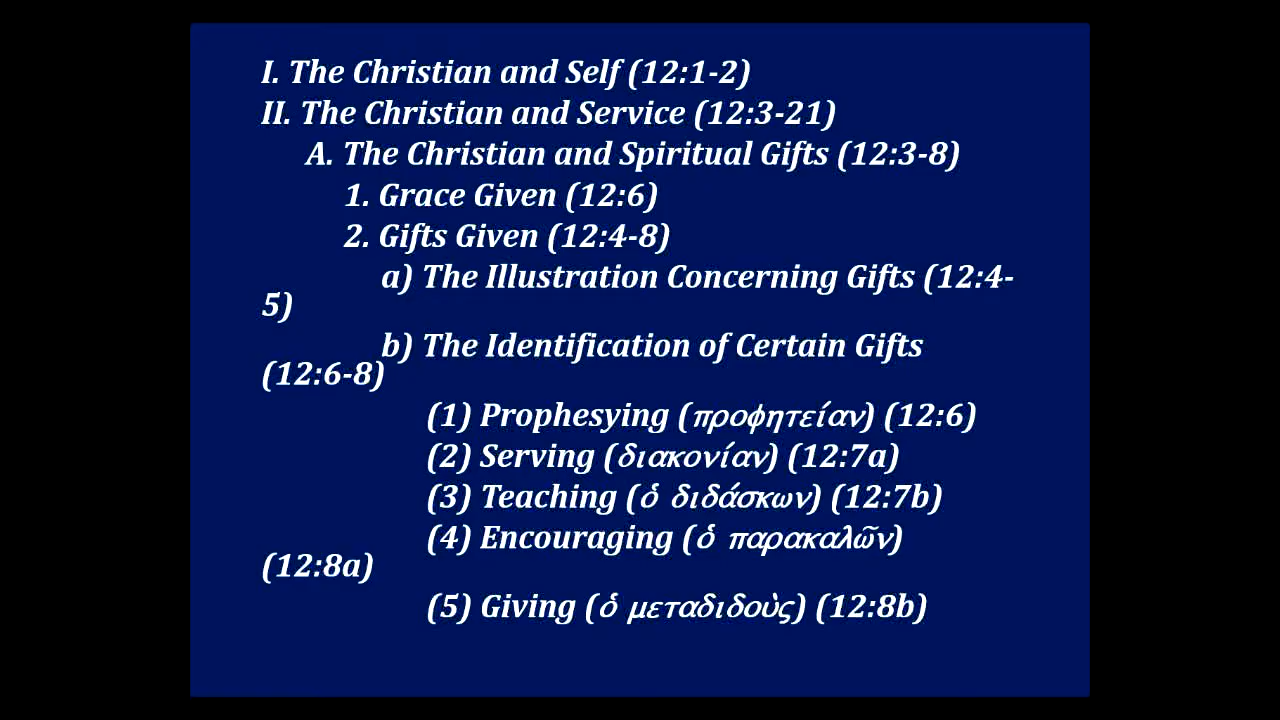 I. The Christian and Self (12:1-2)
II. The Christian and Service (12:3-21)
A. The Christian and Spiritual Gifts (12:3-8)
1. Grace Given (12:6)
2. Gifts Given (12:4-8)
a) The Illustration Concerning Gifts (12:4-
5)
b) The Identification of Certain Gifts
(12:6-8)
(1) Prophesying (προφητείαν) (12:6)
(2) Serving (διακονίαν) (12:7a)
(3) Teaching (ὁ διδάσκων) (12:7b)
(4) Encouraging (ὁ παρακαλῶν)
(12:8a)
(5) Giving (ὁ μεταδιδοὺς) (12:8b)